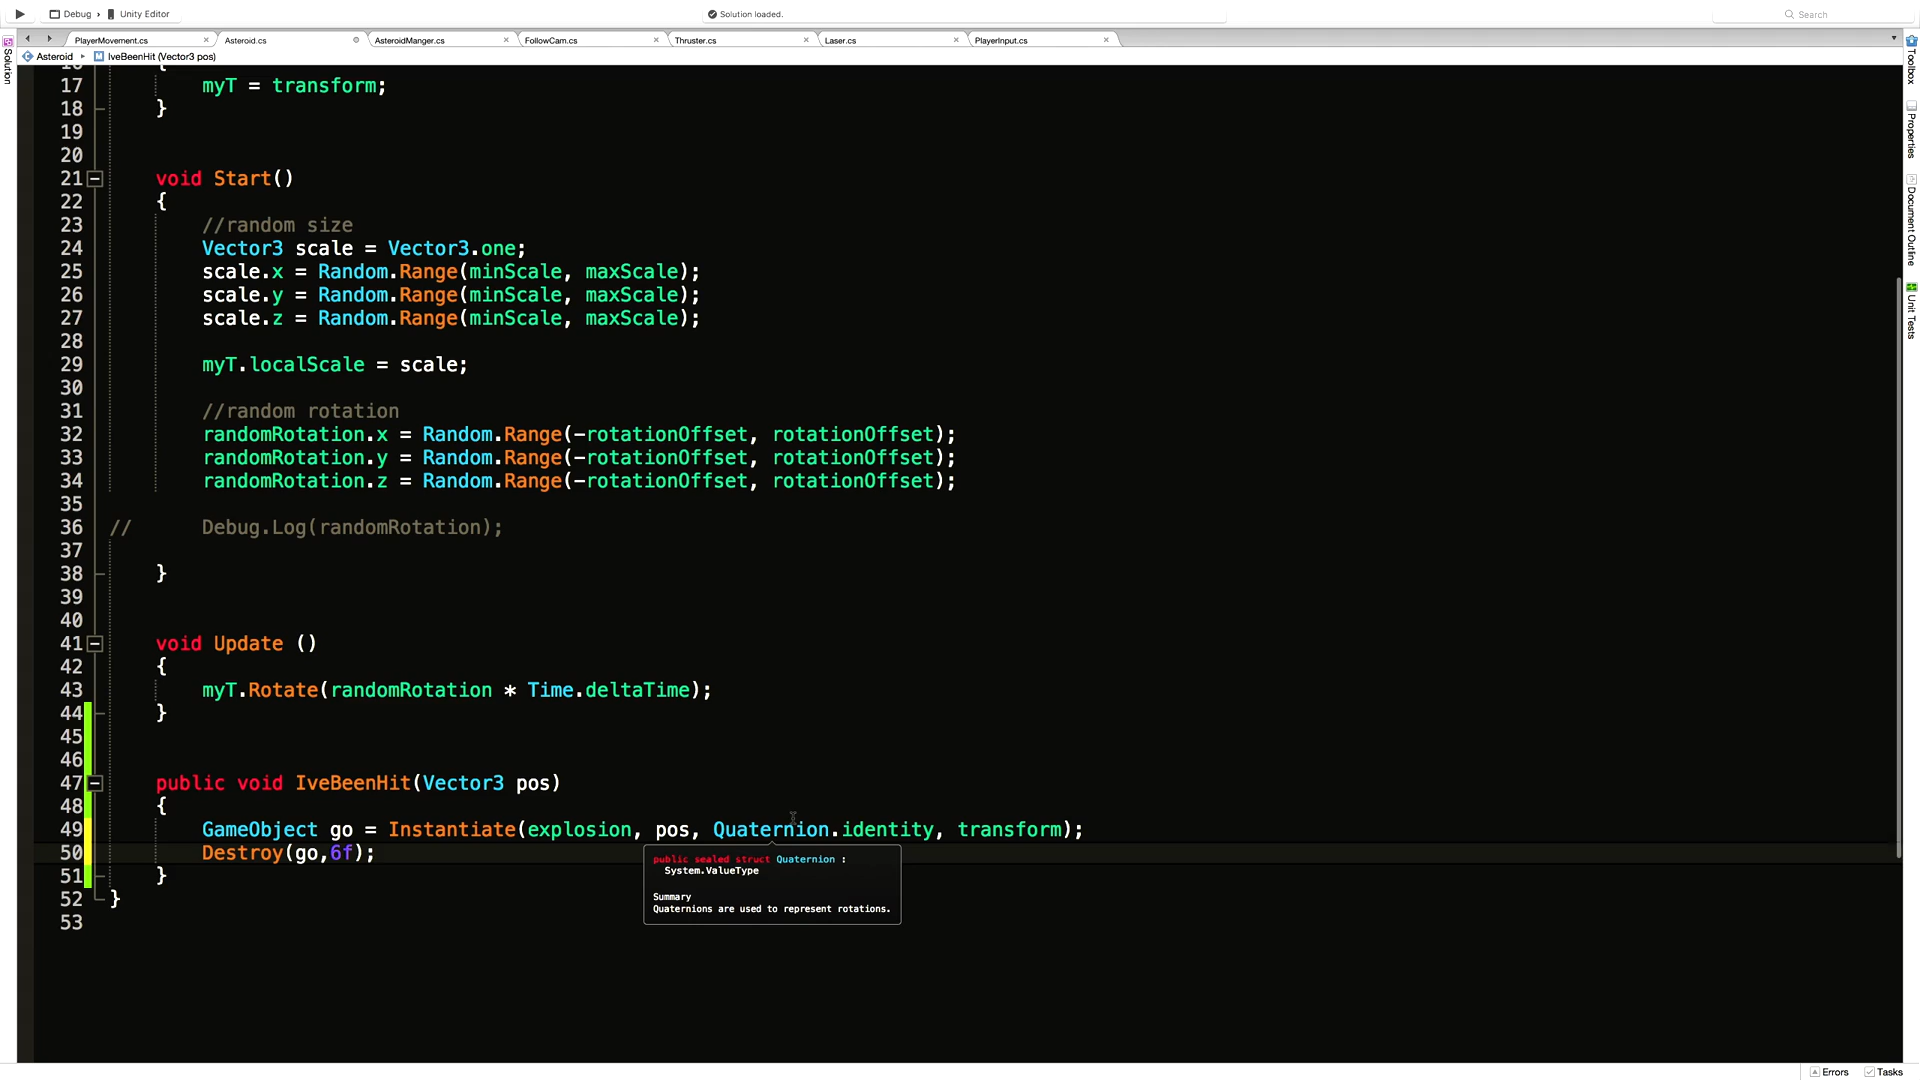 Debug › Unity Editor
Solution loaded.
Search
PlayerMovement.cs
Asteroid.cs
AsteroidManger.cs
FollowCam.cs
Thruster.cs
Laser.cs
PlayerInput.cs
Asteroid
IveBeenHit (Vector3 pos)
Solution
Toolbox
Properties
Document Outline
Unit Tests
17 myT = transform;
18 }
19
20
21 void Start()
22 {
23 //random size
24 Vector3 scale = Vector3.one;
25 scale.x = Random.Range(minScale, maxScale);
26 scale.y = Random.Range(minScale, maxScale);
27 scale.z = Random.Range(minScale, maxScale);
28
29 myT.localScale = scale;
30
31 //random rotation
32 randomRotation.x = Random.Range(-rotationOffset, rotationOffset);
33 randomRotation.y = Random.Range(-rotationOffset, rotationOffset);
34 randomRotation.z = Random.Range(-rotationOffset, rotationOffset);
35
36 // Debug.Log(randomRotation);
37
38 }
39
40
41 void Update ()
42 {
43 myT.Rotate(randomRotation * Time.deltaTime);
44 }
45
46
47 public void IveBeenHit(Vector3 pos)
48 {
49 GameObject go = Instantiate(explosion, pos, Quaternion.identity, transform);
50 Destroy(go,6f);
51 }
52 }
53
public sealed struct Quaternion :
System.ValueType
Summary
Quaternions are used to represent rotations.
Errors
Tasks